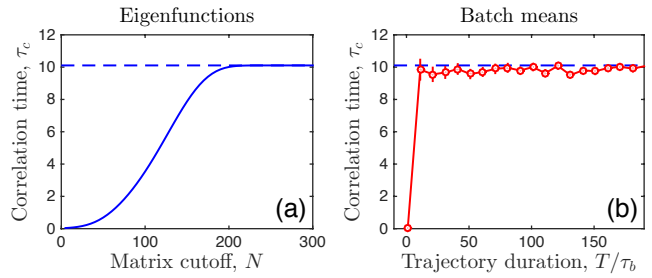 Eigenfunctions
Correlation time, τc
12
10
8
6
4
2
0
(a)
0 100 200 300
Matrix cutoff, N
Batch means
Correlation time, τc
12
10
8
6
4
2
0
(b)
0 50 100 150
Trajectory duration, T/τb